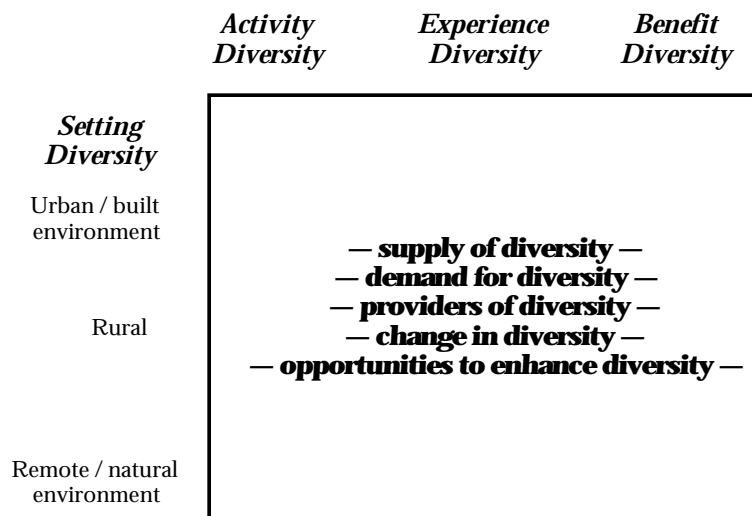 Activity Experience Benefit
Diversity Diversity Diversity
Setting
Diversity
Urban / built
environment
— supply of diversity —
— demand for diversity —
— providers of diversity —
Rural
— change in diversity —
— opportunities to enhance diversity —
Remote / natural
environment